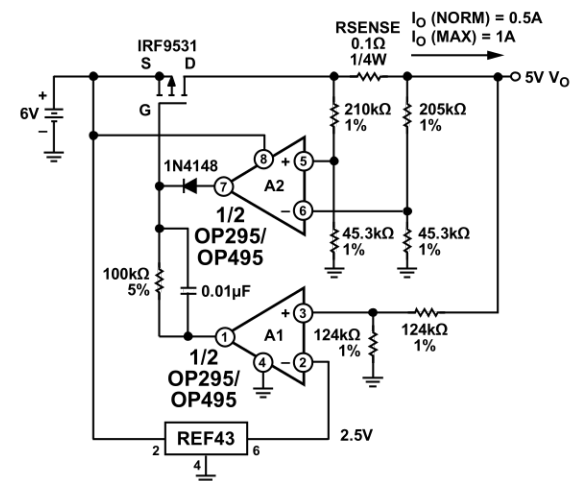 I_O (NORM) = 0.5A
I_O (MAX) = 1A
RSENSE
0.1Ω
1/4W
IRF9531
S D
G
+
6V
–
5V V_O
210kΩ
1%
205kΩ
1%
1N4148
8
+ 5
7
A2
– 6
1/2
OP295/
OP495
45.3kΩ
1%
45.3kΩ
1%
100kΩ
5%
0.01µF
+ 3
1
A1
4
– 2
124kΩ
1%
124kΩ
1%
1/2
OP295/
OP495
REF43
2
6
4
2.5V